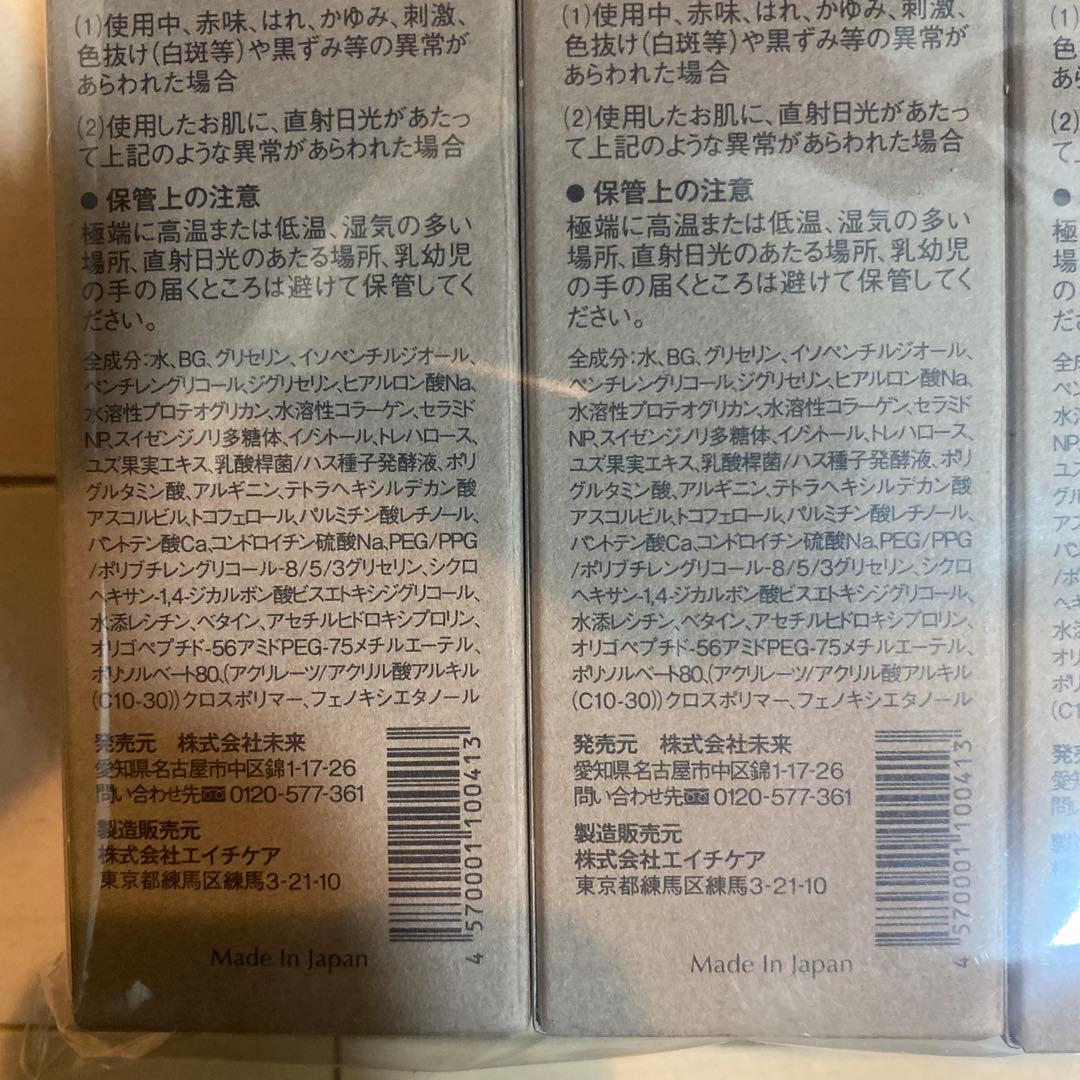 (1)使用中、赤味、はれ、かゆみ、刺激、
色抜け(白斑等)や黒ずみ等の異常が
あらわれた場合
(2)使用したお肌に、直射日光があたっ
て上記のような異常があらわれた場合
● 保管上の注意
極端に高温または低温、湿気の多い
場所、直射日光のあたる場所、乳幼児
の手の届くところは避けて保管してく
ださい。
全成分:水、BG、グリセリン、イソペンチルジオール、
ペンチレングリコール、ジグリセリン、ヒアルロン酸Na、
水溶性プロテオグリカン、水溶性コラーゲン、セラミド
NP、スイゼンジノリ多糖体、イノシトール、トレハロース、
ユズ果実エキス、乳酸桿菌/ハス種子発酵液、ポリ
グルタミン酸、アルギニン、テトラヘキシルデカン酸
アスコルビル、トコフェロール、パルミチン酸レチノール、
パントテン酸Ca、コンドロイチン硫酸Na、PEG/PPG
/ポリブチレングリコール-8/5/3グリセリン、シクロ
ヘキサン-1,4-ジカルボン酸ビスエトキシジグリコール、
水添レシチン、ベタイン、アセチルヒドロキシプロリン、
オリゴペプチド-56アミドPEG-75メチルエーテル、
ポリソルベート80、(アクリレーツ/アクリル酸アルキル
(C10-30))クロスポリマー、フェノキシエタノール
発売元 株式会社未来
愛知県名古屋市中区錦1-17-26
問い合わせ先 0120-577-361
製造販売元
株式会社エイチケア
東京都練馬区練馬3-21-10
4 570001 100413
Made In Japan
(1)使用中、赤味、はれ、かゆみ、刺激、
色抜け(白斑等)や黒ずみ等の異常が
あらわれた場合
(2)使用したお肌に、直射日光があたっ
て上記のような異常があらわれた場合
● 保管上の注意
極端に高温または低温、湿気の多い
場所、直射日光のあたる場所、乳幼児
の手の届くところは避けて保管してく
ださい。
全成分:水、BG、グリセリン、イソペンチルジオール、
ペンチレングリコール、ジグリセリン、ヒアルロン酸Na、
水溶性プロテオグリカン、水溶性コラーゲン、セラミド
NP、スイゼンジノリ多糖体、イノシトール、トレハロース、
ユズ果実エキス、乳酸桿菌/ハス種子発酵液、ポリ
グルタミン酸、アルギニン、テトラヘキシルデカン酸
アスコルビル、トコフェロール、パルミチン酸レチノール、
パントテン酸Ca、コンドロイチン硫酸Na、PEG/PPG
/ポリブチレングリコール-8/5/3グリセリン、シクロ
ヘキサン-1,4-ジカルボン酸ビスエトキシジグリコール、
水添レシチン、ベタイン、アセチルヒドロキシプロリン、
オリゴペプチド-56アミドPEG-75メチルエーテル、
ポリソルベート80、(アクリレーツ/アクリル酸アルキル
(C10-30))クロスポリマー、フェノキシエタノール
発売元 株式会社未来
愛知県名古屋市中区錦1-17-26
問い合わせ先 0120-577-361
製造販売元
株式会社エイチケア
東京都練馬区練馬3-21-10
4 570001 100413
Made In Japan